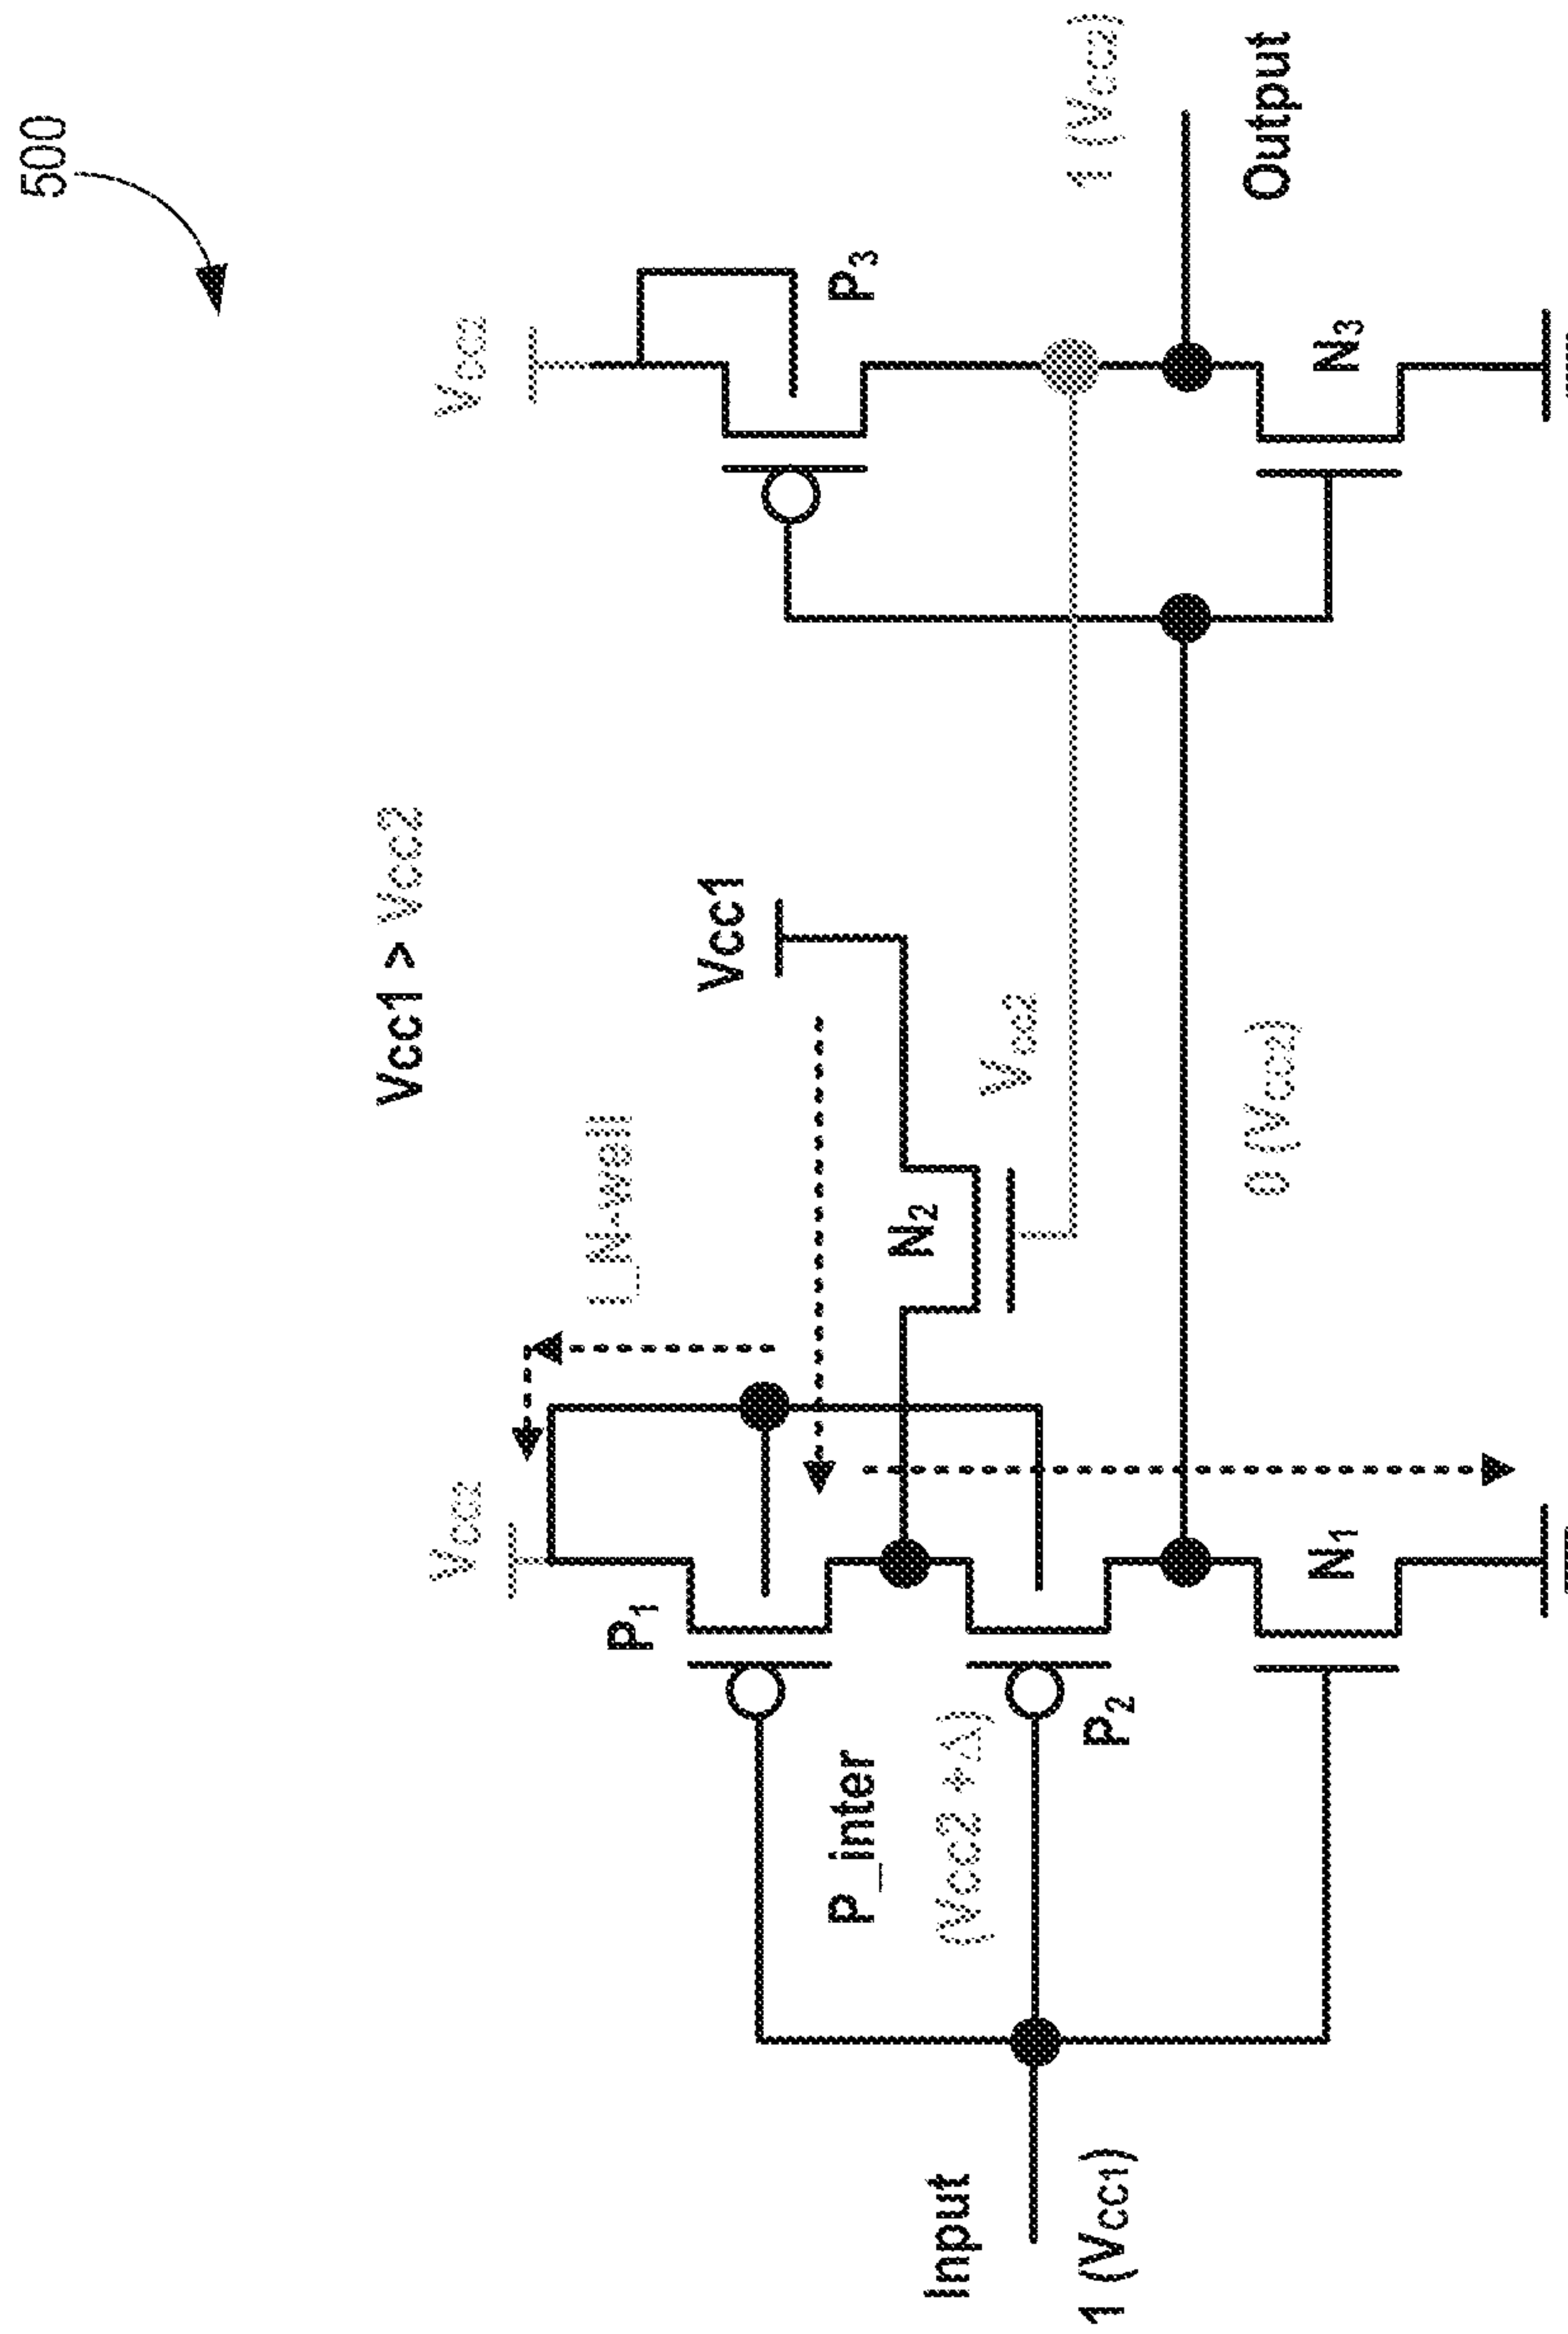 500
Vcc1 > Vcc2
Vcc2
Vcc2
I_N-well
Vcc1
P1
P3
P_inter
(Vcc2 +Δ)
N2
Vcc2
1 (Vcc2)
Input
1 (Vcc1)
P2
Output
0 (Vcc2)
N1
N3